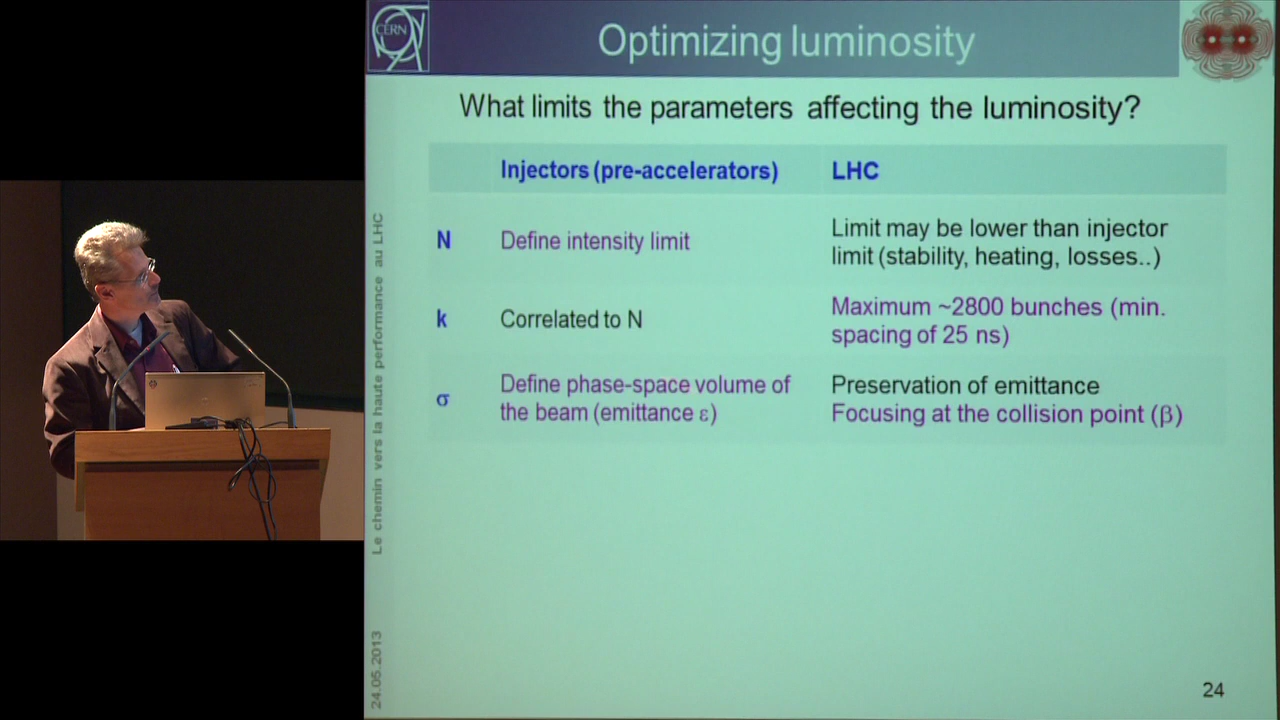 CERN
Optimizing luminosity
What limits the parameters affecting the luminosity?
Injectors (pre-accelerators) LHC
N Define intensity limit Limit may be lower than injector
limit (stability, heating, losses..)
k Correlated to N Maximum ~2800 bunches (min.
spacing of 25 ns)
σ Define phase-space volume of
the beam (emittance ε) Preservation of emittance
Focusing at the collision point (β)
Le chemin vers la haute performance au LHC
24.05.2013
24